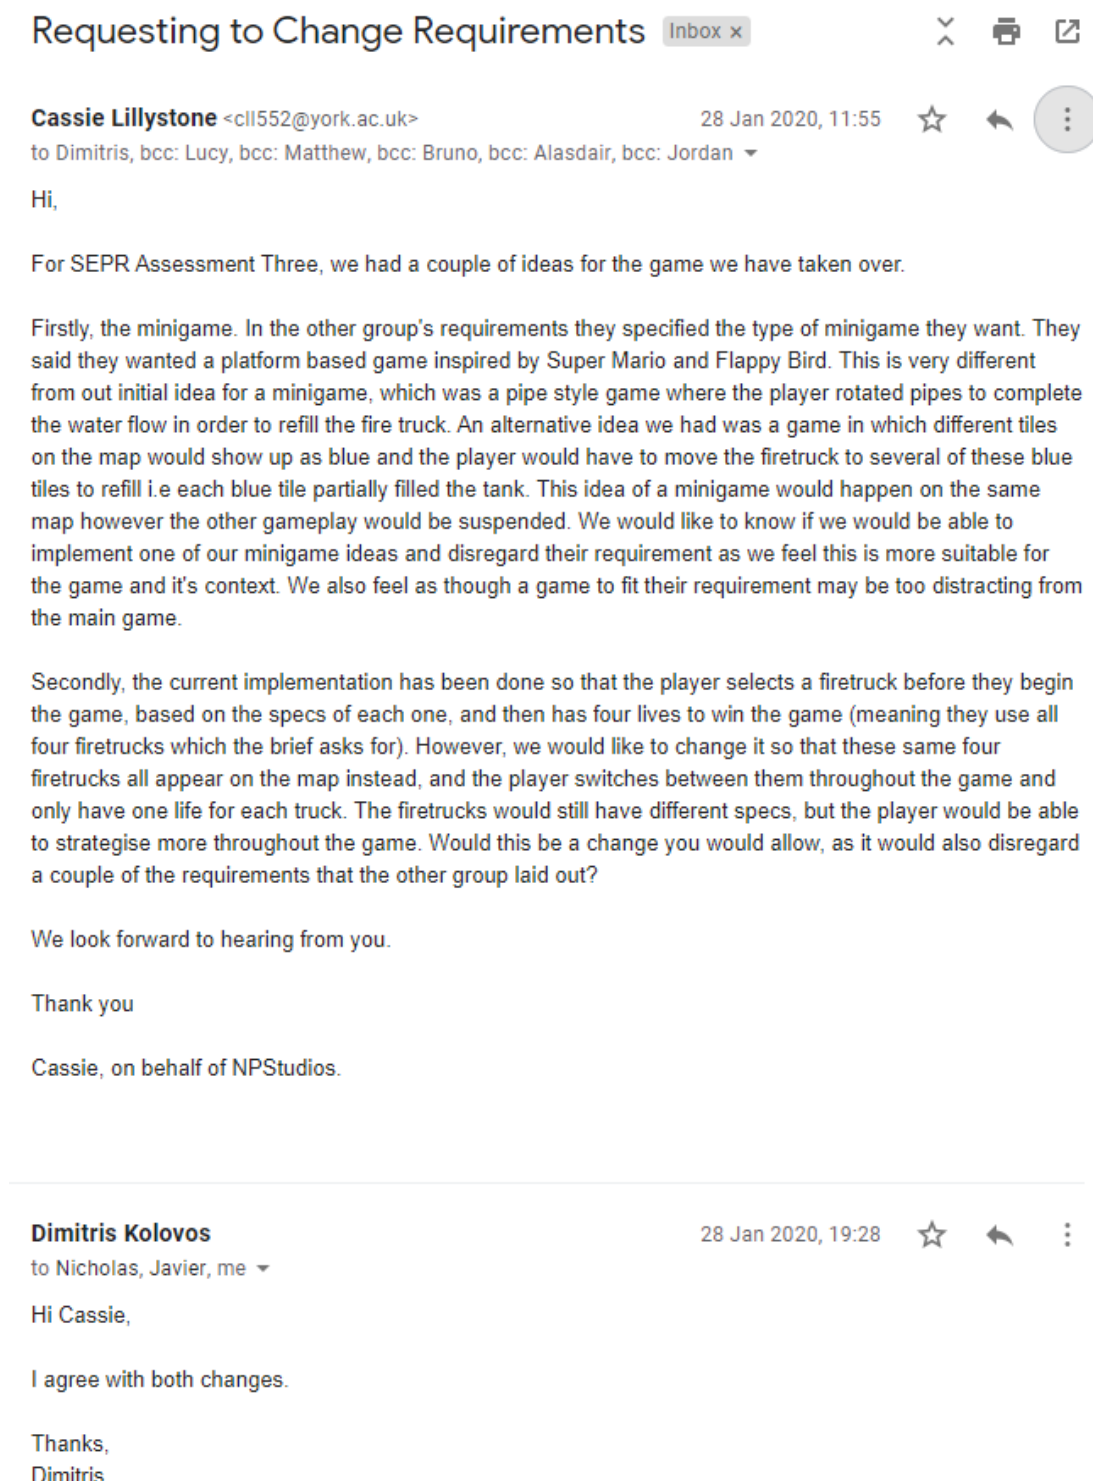 Requesting to Change Requirements Inbox ×
Cassie Lillystone <cll552@york.ac.uk> 28 Jan 2020, 11:55
to Dimitris, bcc: Lucy, bcc: Matthew, bcc: Bruno, bcc: Alasdair, bcc: Jordan
Hi,
For SEPR Assessment Three, we had a couple of ideas for the game we have taken over.
Firstly, the minigame. In the other group's requirements they specified the type of minigame they want. They
said they wanted a platform based game inspired by Super Mario and Flappy Bird. This is very different
from out initial idea for a minigame, which was a pipe style game where the player rotated pipes to complete
the water flow in order to refill the fire truck. An alternative idea we had was a game in which different tiles
on the map would show up as blue and the player would have to move the firetruck to several of these blue
tiles to refill i.e each blue tile partially filled the tank. This idea of a minigame would happen on the same
map however the other gameplay would be suspended. We would like to know if we would be able to
implement one of our minigame ideas and disregard their requirement as we feel this is more suitable for
the game and it's context. We also feel as though a game to fit their requirement may be too distracting from
the main game.
Secondly, the current implementation has been done so that the player selects a firetruck before they begin
the game, based on the specs of each one, and then has four lives to win the game (meaning they use all
four firetrucks which the brief asks for). However, we would like to change it so that these same four
firetrucks all appear on the map instead, and the player switches between them throughout the game and
only have one life for each truck. The firetrucks would still have different specs, but the player would be able
to strategise more throughout the game. Would this be a change you would allow, as it would also disregard
a couple of the requirements that the other group laid out?
We look forward to hearing from you.
Thank you
Cassie, on behalf of NPStudios.
Dimitris Kolovos 28 Jan 2020, 19:28
to Nicholas, Javier, me
Hi Cassie,
I agree with both changes.
Thanks,
Dimitris